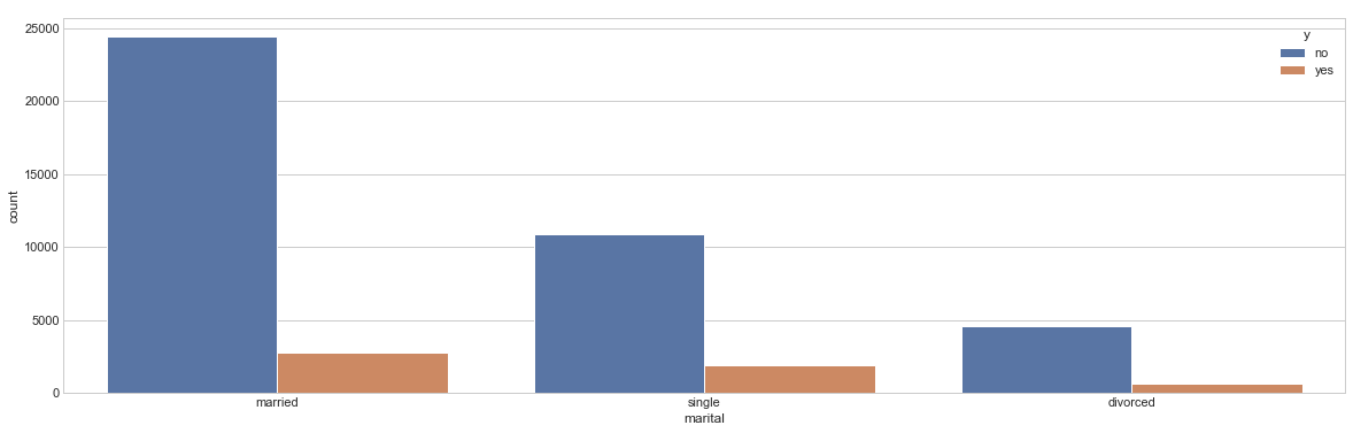 25000
20000
15000
10000
5000
0
count
married
single
divorced
marital
y
no
yes